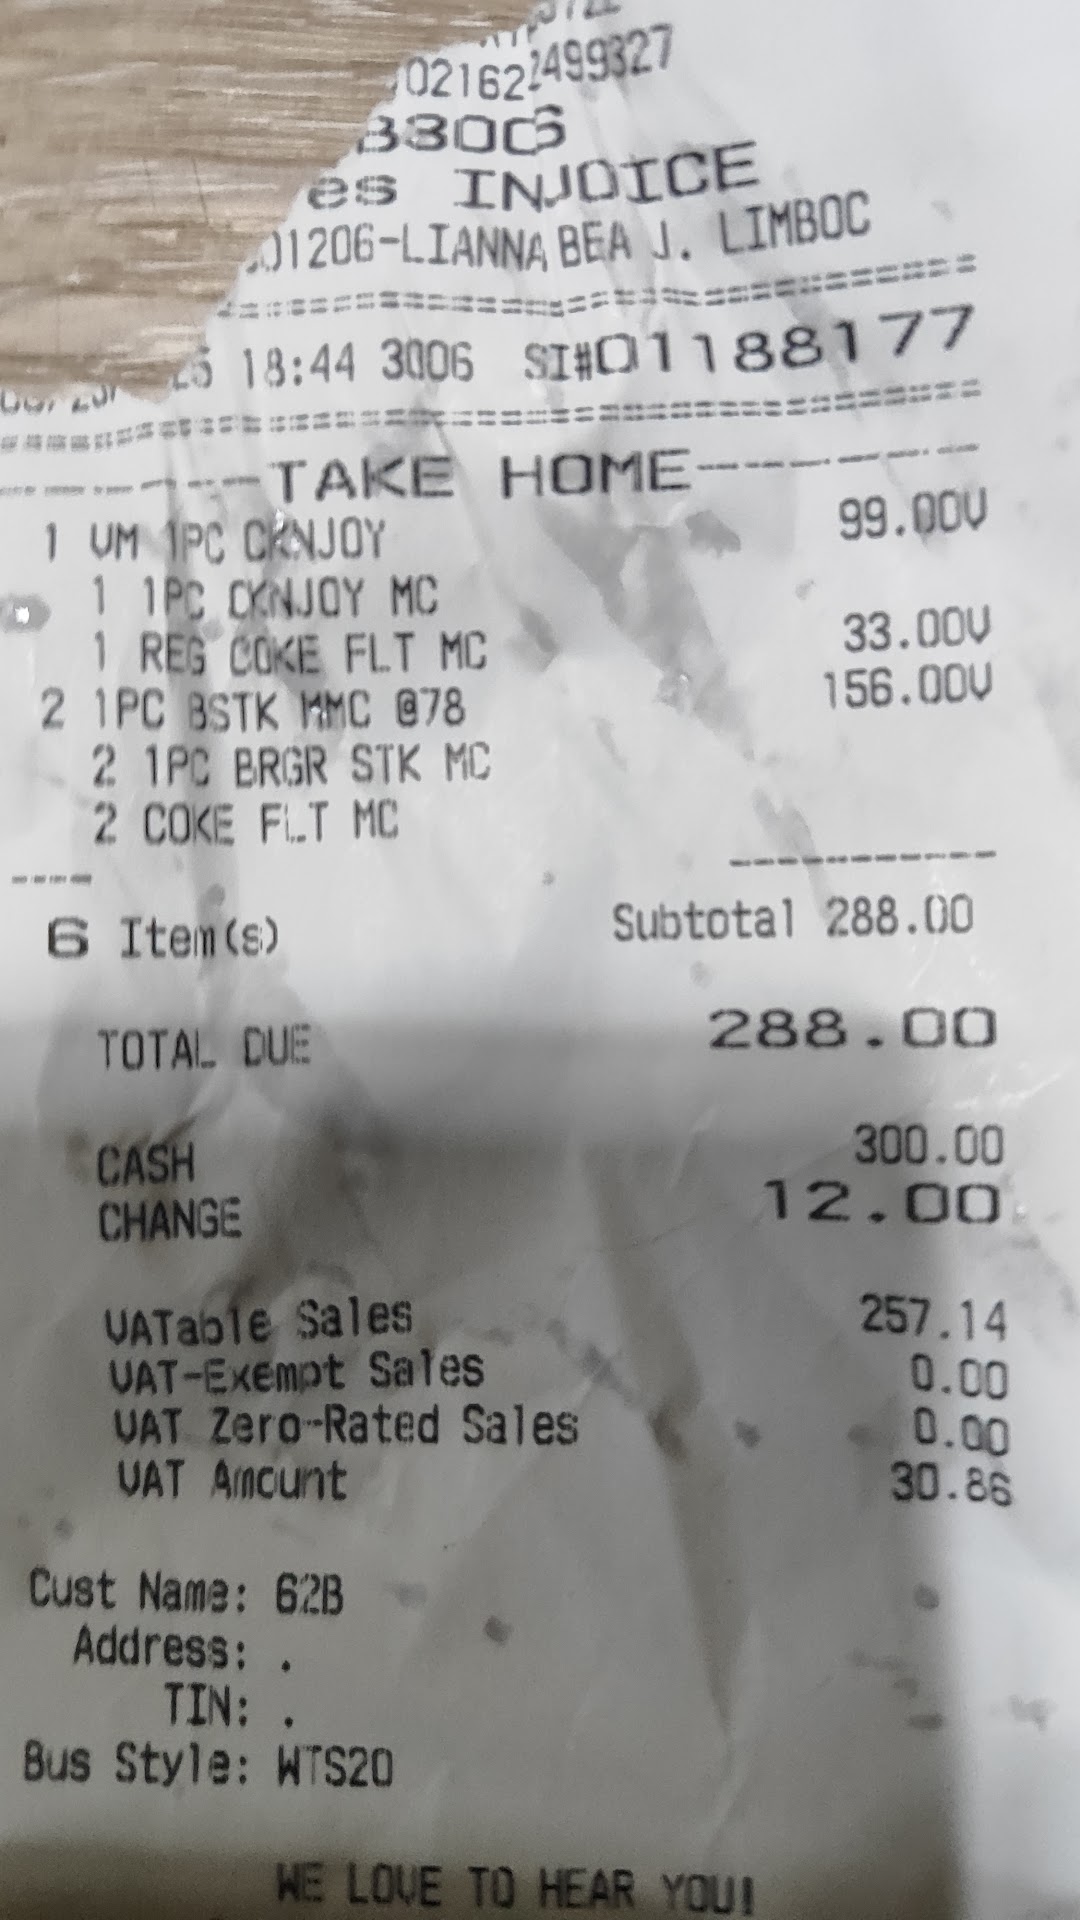 021622499327
3306
es INVOICE
01206-LIANNA BEA J. LIMBOC
18:44 3006 SI#01188177
TAKE HOME
1 VM 1PC CKNJOY 99.00V
1 1PC CKNJOY MC
1 REG COKE FLT MC 33.00V
2 1PC BSTK MMC @78 156.00V
2 1PC BRGR STK MC
2 COKE FLT MC
6 Item(s) Subtotal 288.00
TOTAL DUE 288.00
CASH 300.00
CHANGE 12.00
VATable Sales 257.14
VAT-Exempt Sales 0.00
VAT Zero-Rated Sales 0.00
VAT Amount 30.86
Cust Name: 62B
Address: .
TIN: .
Bus Style: WTS20
WE LOVE TO HEAR YOU!